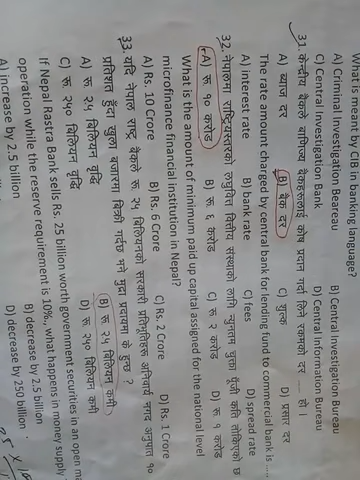 What is meant by CIB in banking language?
A) Criminal Investigation Beareau B) Central Investigation Bureau
C) Central Investigation Bank D) Central Information Bureau
31. केन्द्रीय बैंकले वाणिज्य बैंकहरूलाई कोष प्रदान गर्दा लिने रकमको दर ..... हो ।
A) ब्याज दर B) बैंक दर C) शुल्क D) प्रसार दर
The rate amount charged by central bank for lending fund to commercial bank is .....
A) interest rate B) bank rate C) fees D) spread rate
32. नेपालमा राष्ट्रियस्तरको लघुवित्त वित्तीय संस्थाको लागि न्युनतम चुक्ता पूँजी कति तोकिएको छ
A) रू १० करोड B) रू ६ करोड C) रू २ करोड D) रू १ करोड
What is the amount of minimum paid up capital assigned for the national level
microfinance financial institution in Nepal?
A) Rs. 10 Crore B) Rs. 6 Crore C) Rs. 2 Crore D) Rs. 1 Crore
33. यदि नेपाल राष्ट्र बैंकले रू २५ बिलियनको सरकारी प्रतिभूतिहरू अनिवार्य नगद अनुपात १०
प्रतिशत हुँदा खुला बजारमा बिक्री गर्दछ भने मुद्रा प्रदायमा के हुन्छ ?
A) रू २५ बिलियन वृद्धि B) रू २५ बिलियन कमी
C) रू २५० बिलियन वृद्धि D) रू २५० बिलियन कमी
If Nepal Rastra Bank sells Rs. 25 billion worth government securities in an open
operation while the reserve requirement is 10%, what happens in money supply
A) increase by 2.5 billion B) decrease by 2.5 billion
D) decrease by 250 billion